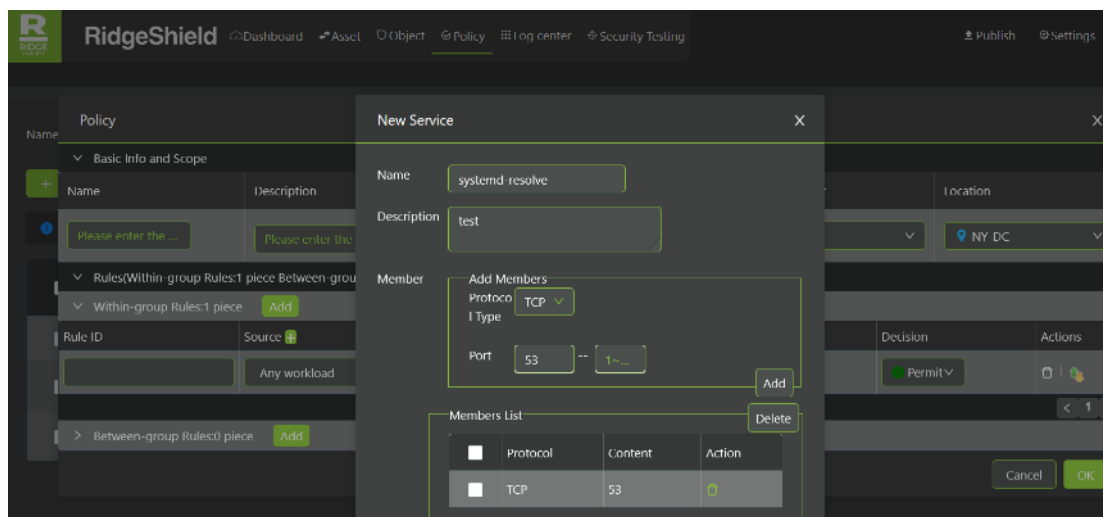 R
RIDGE
RidgeShield
Dashboard
Asset
Object
Policy
Log center
Security Testing
Publish
Settings
Policy
New Service
X
X
Name
Basic Info and Scope
Name
Description
Location
Name
systemd-resolve
Description
test
Please enter the ...
Please enter the
NY DC
Rules(Within-group Rules:1 piece Between-grou
Within-group Rules:1 piece
Add
Member
Add Members
Protoco
l Type
TCP
Port
53
--
1~...
Add
Rule ID
Source
Decision
Actions
Any workload
Permit
< 1
Between-group Rules:0 piece
Add
Members List
Delete
Protocol
Content
Action
TCP
53
Cancel
OK